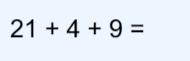 21 + 4 + 9 =